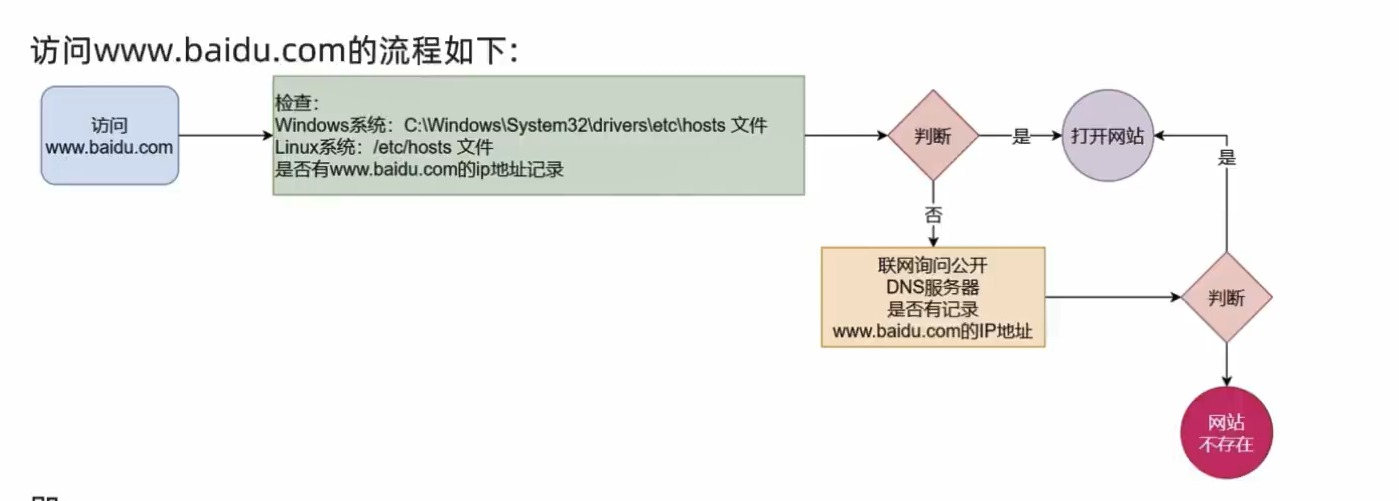 访问www.baidu.com的流程如下:
访问
www.baidu.com
检查:
Windows系统: C:\Windows\System32\drivers\etc\hosts 文件
Linux系统: /etc/hosts 文件
是否有www.baidu.com的ip地址记录
判断
是
打开网站
是
否
联网询问公开
DNS服务器
是否有记录
www.baidu.com的IP地址
判断
网站
不存在